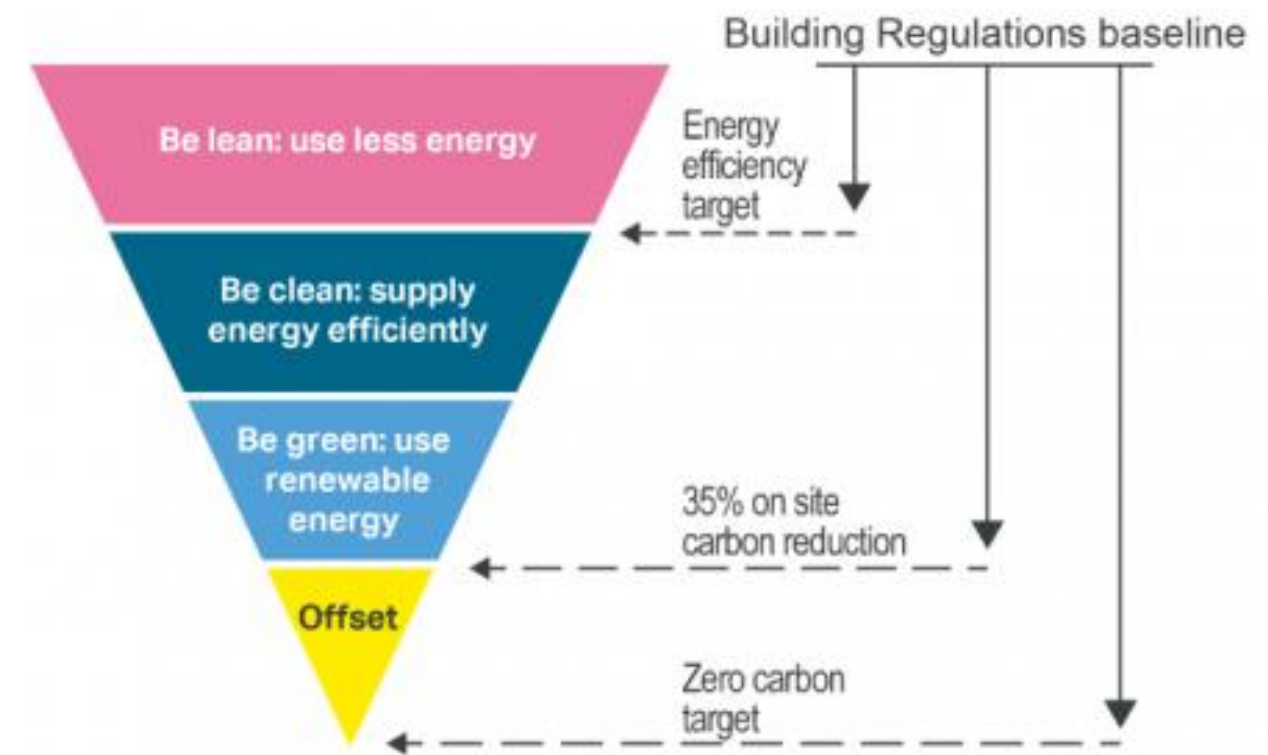 Building Regulations baseline
Be lean: use less energy
Energy
efficiency
target
Be clean: supply
energy efficiently
Be green: use
renewable
energy
35% on site
carbon reduction
Offset
Zero carbon
target